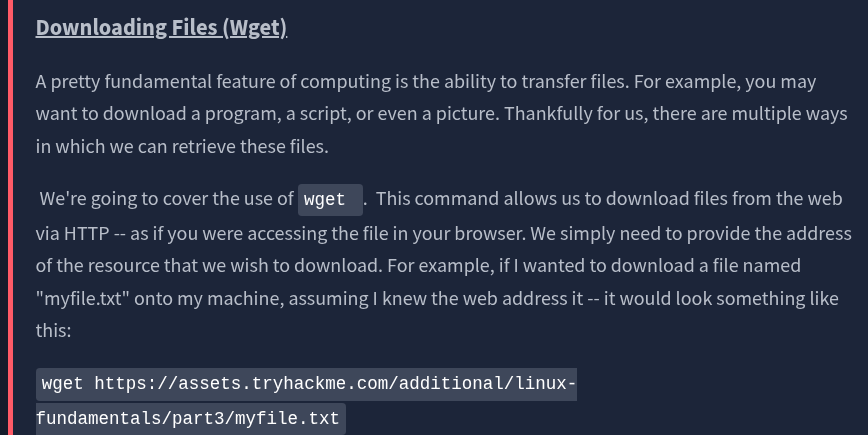 Downloading Files (Wget)
A pretty fundamental feature of computing is the ability to transfer files. For example, you may
want to download a program, a script, or even a picture. Thankfully for us, there are multiple ways
in which we can retrieve these files.
We're going to cover the use of wget . This command allows us to download files from the web
via HTTP -- as if you were accessing the file in your browser. We simply need to provide the address
of the resource that we wish to download. For example, if I wanted to download a file named
"myfile.txt" onto my machine, assuming I knew the web address it -- it would look something like
this:
wget https://assets.tryhackme.com/additional/linux-
fundamentals/part3/myfile.txt